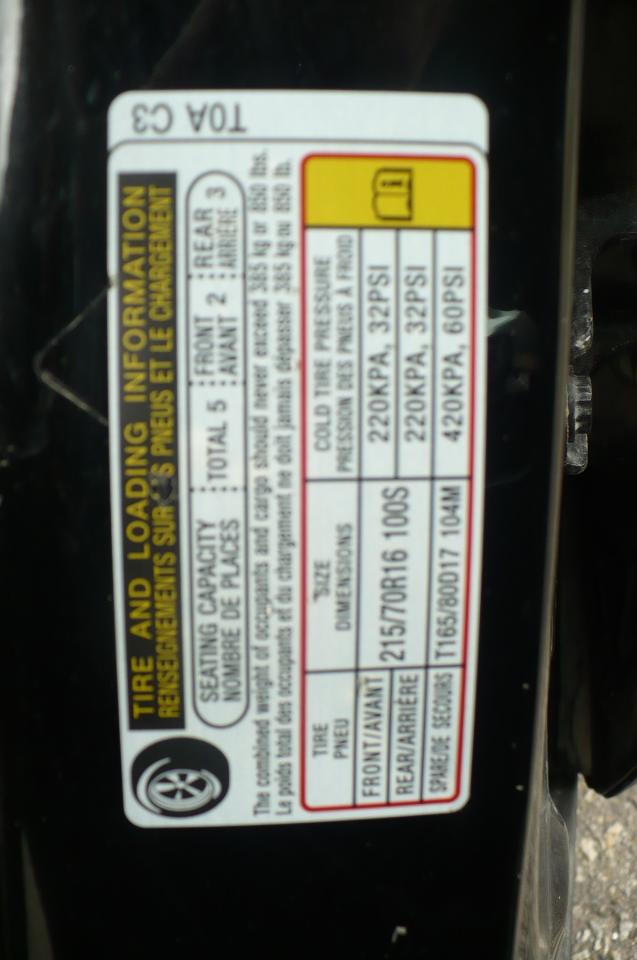 TIRE AND LOADING INFORMATION
RENSEIGNEMENTS SUR LES PNEUS ET LE CHARGEMENT
SEATING CAPACITY TOTAL 5 FRONT 2 REAR 3
NOMBRE DE PLACES AVANT ARRIÈRE
The combined weight of occupants and cargo should never exceed 385 kg or 850 lbs.
Le poids total des occupants et du chargement ne doit jamais dépasser 385 kg ou 850 lb.
TIRE SIZE COLD TIRE PRESSURE
PNEU DIMENSIONS PRESSION DES PNEUS À FROID
FRONT/AVANT 215/70R16 100S 220KPA, 32PSI
REAR/ARRIÈRE 220KPA, 32PSI
SPARE/DE SECOURS T165/80D17 104M 420KPA, 60PSI
T0A C3